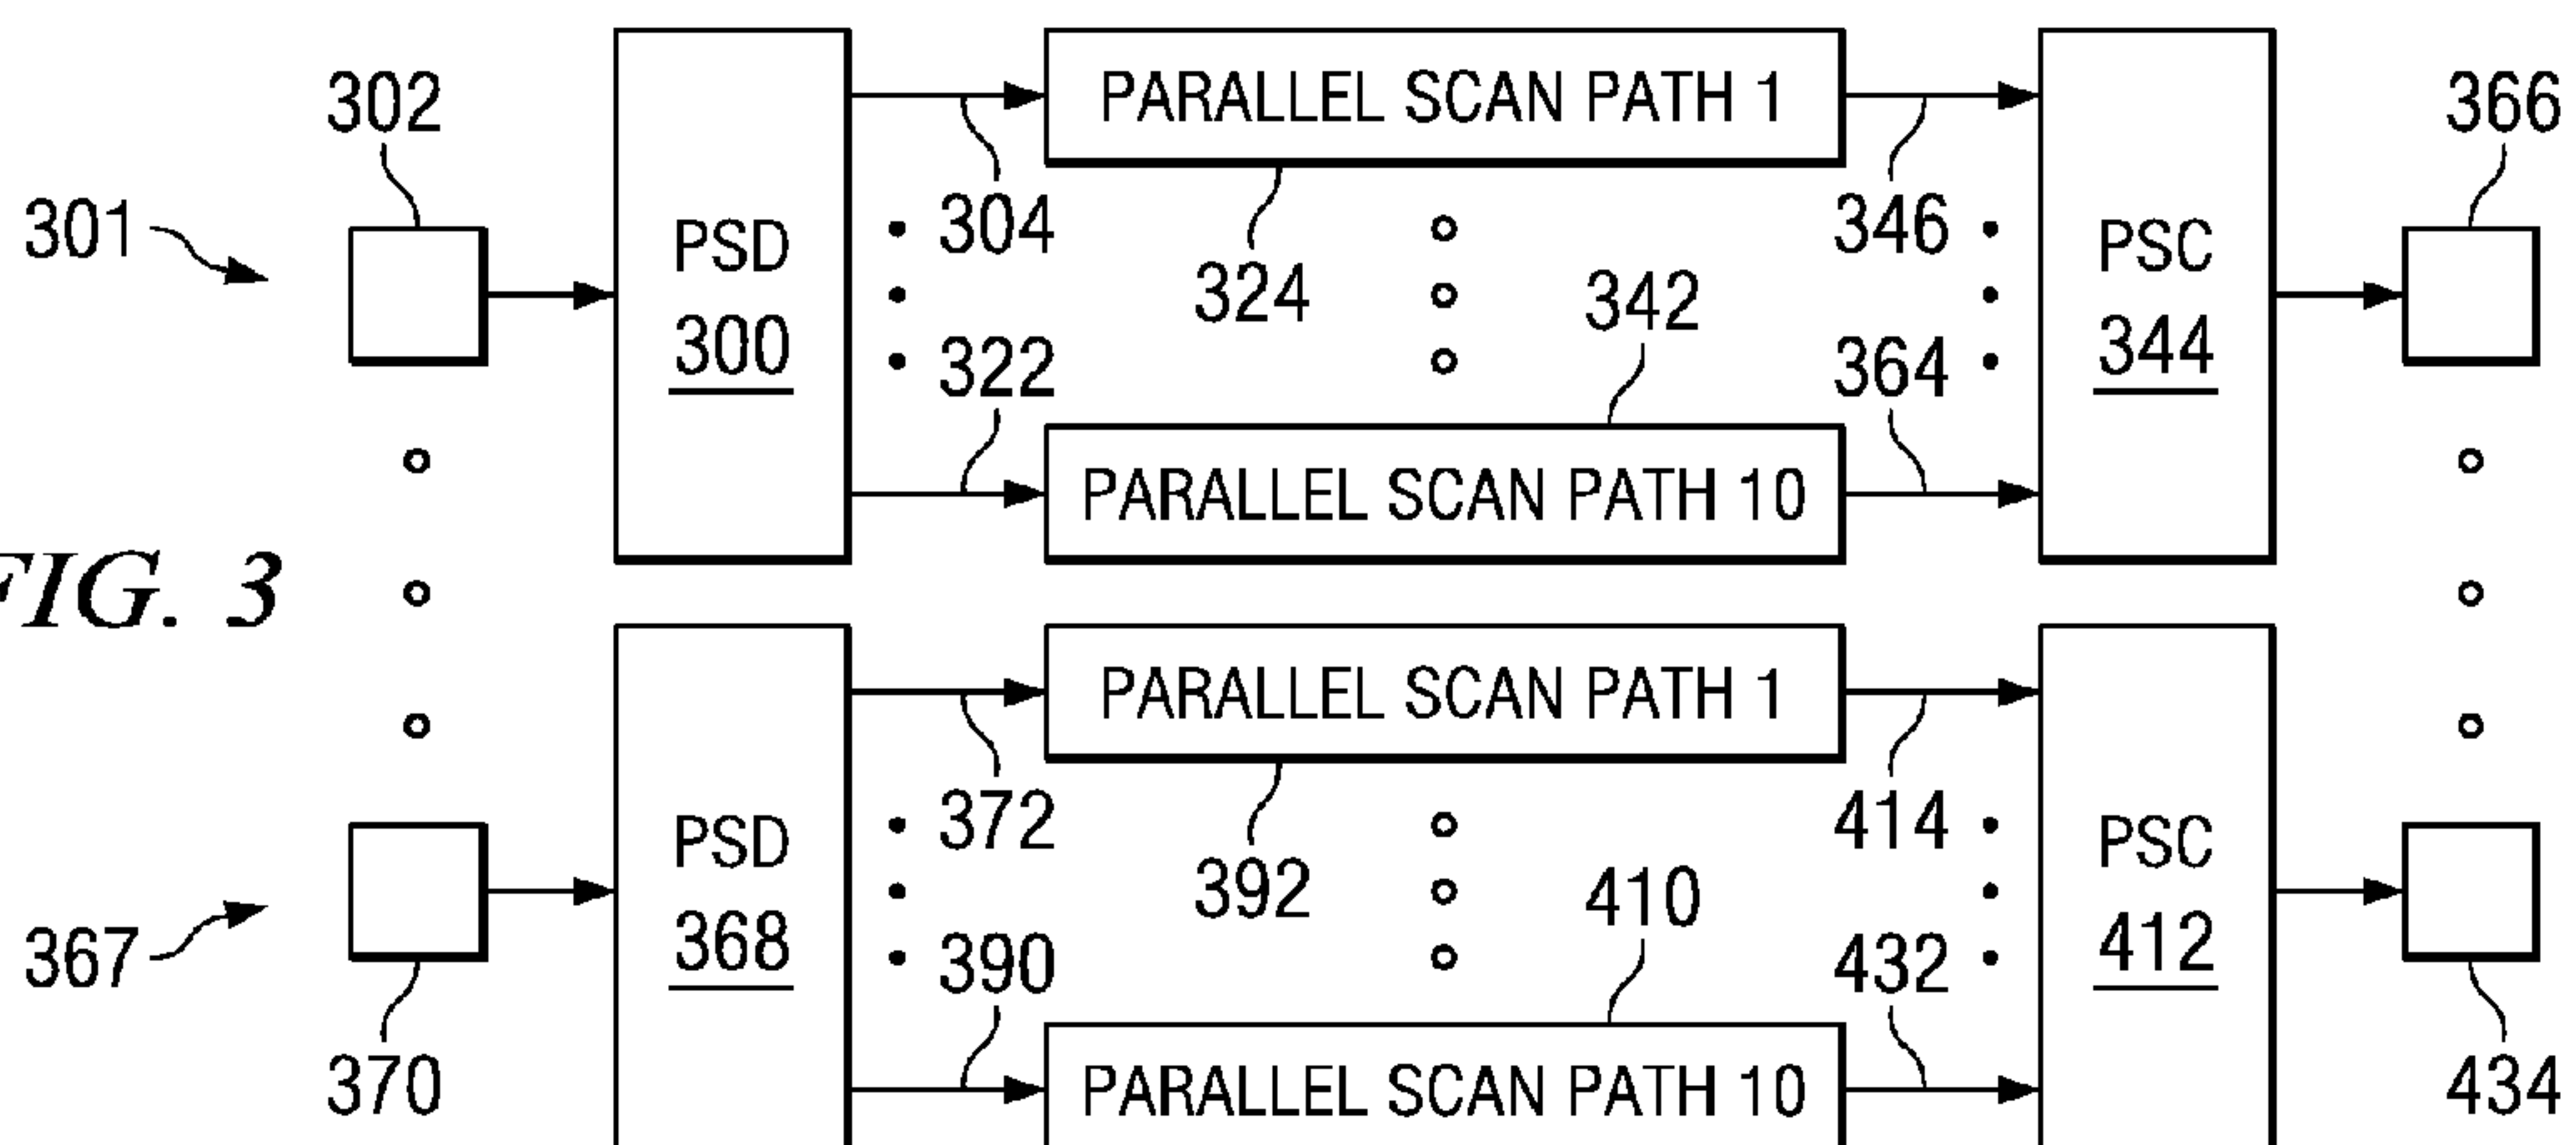 302
PARALLEL SCAN PATH 1
366
301
304
346
PSD
300
324
342
PSC
344
322
364
PARALLEL SCAN PATH 10
FIG. 3
PARALLEL SCAN PATH 1
372
414
PSD
368
392
410
PSC
412
367
390
432
370
PARALLEL SCAN PATH 10
434